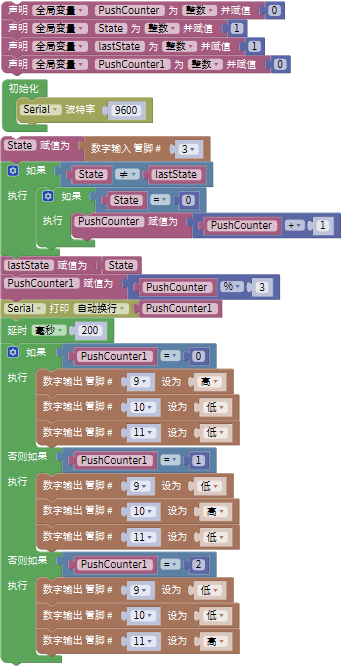 声明 全局变量 PushCounter 为 整数 并赋值 0
声明 全局变量 State 为 整数 并赋值 1
声明 全局变量 lastState 为 整数 并赋值 1
声明 全局变量 PushCounter1 为 整数 并赋值 0
初始化
Serial 波特率 9600
State 赋值为 数字输入 管脚 # 3
如果 State ≠ lastState
执行 如果 State = 0
执行 PushCounter 赋值为 PushCounter + 1
lastState 赋值为 State
PushCounter1 赋值为 PushCounter % 3
Serial 打印 自动换行 PushCounter1
延时 毫秒 200
如果 PushCounter1 = 0
执行 数字输出 管脚 # 9 设为 高
数字输出 管脚 # 10 设为 低
数字输出 管脚 # 11 设为 低
否则如果 PushCounter1 = 1
执行 数字输出 管脚 # 9 设为 低
数字输出 管脚 # 10 设为 高
数字输出 管脚 # 11 设为 低
否则如果 PushCounter1 = 2
执行 数字输出 管脚 # 9 设为 低
数字输出 管脚 # 10 设为 低
数字输出 管脚 # 11 设为 高